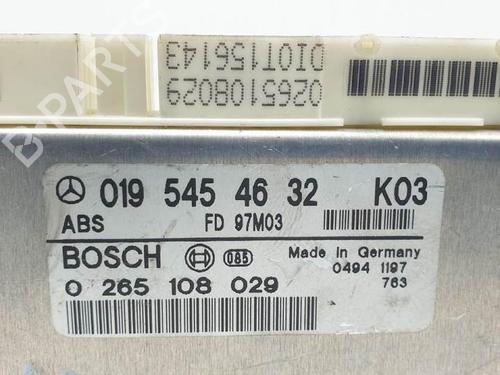 DIOT156143
0265108029
019 545 46 32 K03
ABS FD 97M03
BOSCH 085 Made in Germany
0494 1197
0 265 108 029 763
B-PARTS